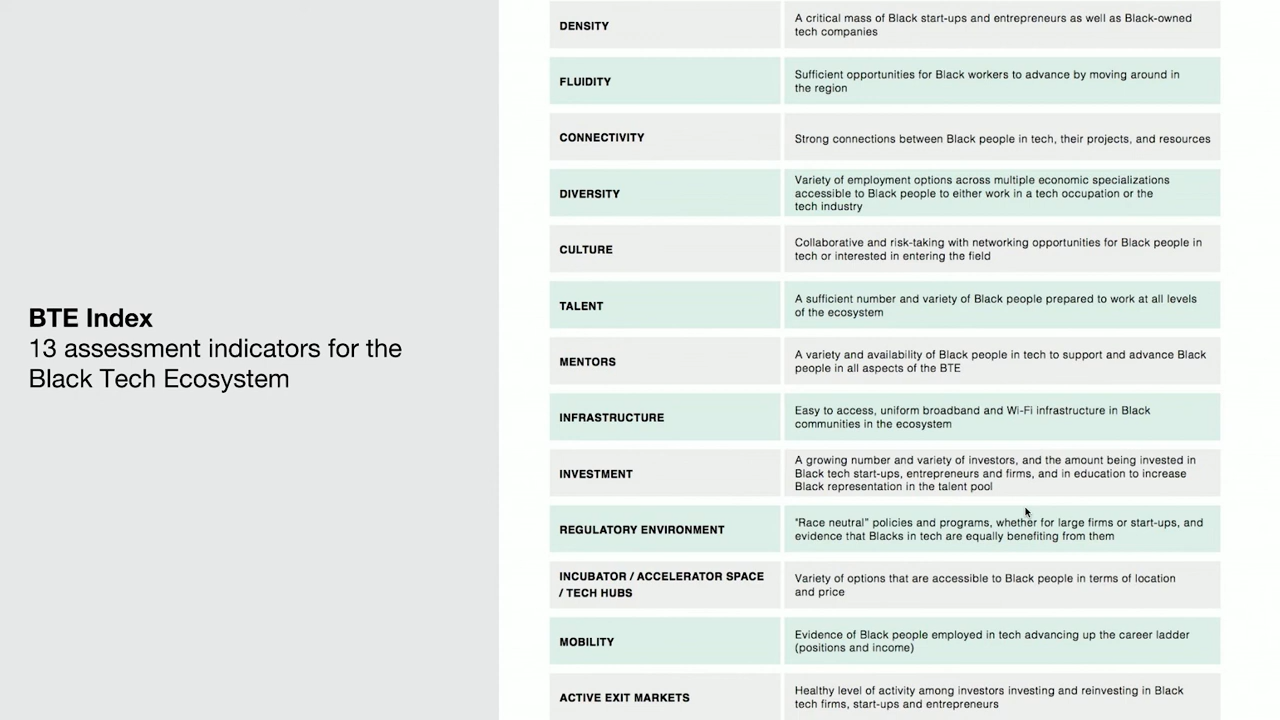 BTE Index
13 assessment indicators for the
Black Tech Ecosystem
DENSITY
A critical mass of Black start-ups and entrepreneurs as well as Black-owned
tech companies
FLUIDITY
Sufficient opportunities for Black workers to advance by moving around in
the region
CONNECTIVITY
Strong connections between Black people in tech, their projects, and resources
DIVERSITY
Variety of employment options across multiple economic specializations
accessible to Black people to either work in a tech occupation or the
tech industry
CULTURE
Collaborative and risk-taking with networking opportunities for Black people in
tech or interested in entering the field
TALENT
A sufficient number and variety of Black people prepared to work at all levels
of the ecosystem
MENTORS
A variety and availability of Black people in tech to support and advance Black
people in all aspects of the BTE
INFRASTRUCTURE
Easy to access, uniform broadband and Wi-Fi infrastructure in Black
communities in the ecosystem
INVESTMENT
A growing number and variety of investors, and the amount being invested in
Black tech start-ups, entrepreneurs and firms, and in education to increase
Black representation in the talent pool
REGULATORY ENVIRONMENT
"Race neutral" policies and programs, whether for large firms or start-ups, and
evidence that Blacks in tech are equally benefiting from them
INCUBATOR / ACCELERATOR SPACE
/ TECH HUBS
Variety of options that are accessible to Black people in terms of location
and price
MOBILITY
Evidence of Black people employed in tech advancing up the career ladder
(positions and income)
ACTIVE EXIT MARKETS
Healthy level of activity among investors investing and reinvesting in Black
tech firms, start-ups and entrepreneurs